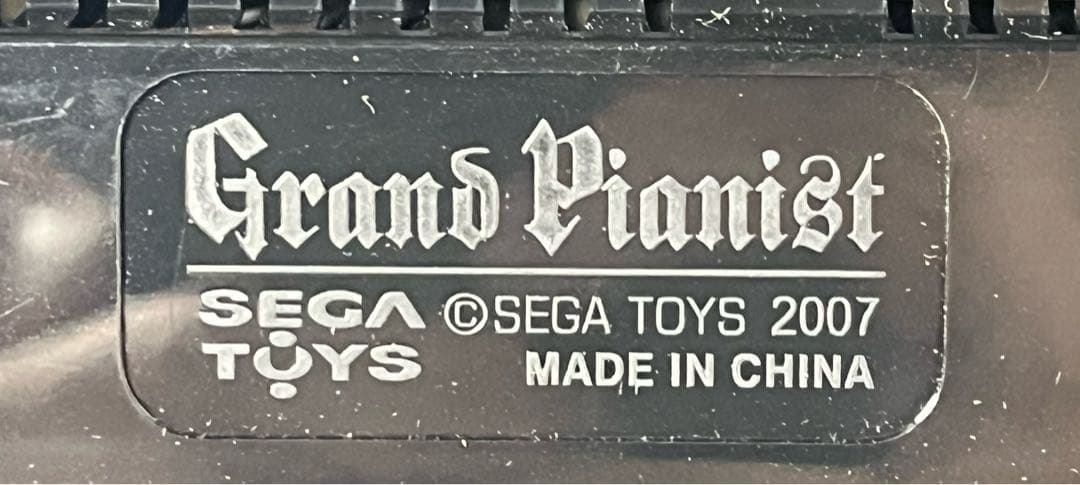 Grand Pianist
SEGA TOYS
©SEGA TOYS 2007
MADE IN CHINA